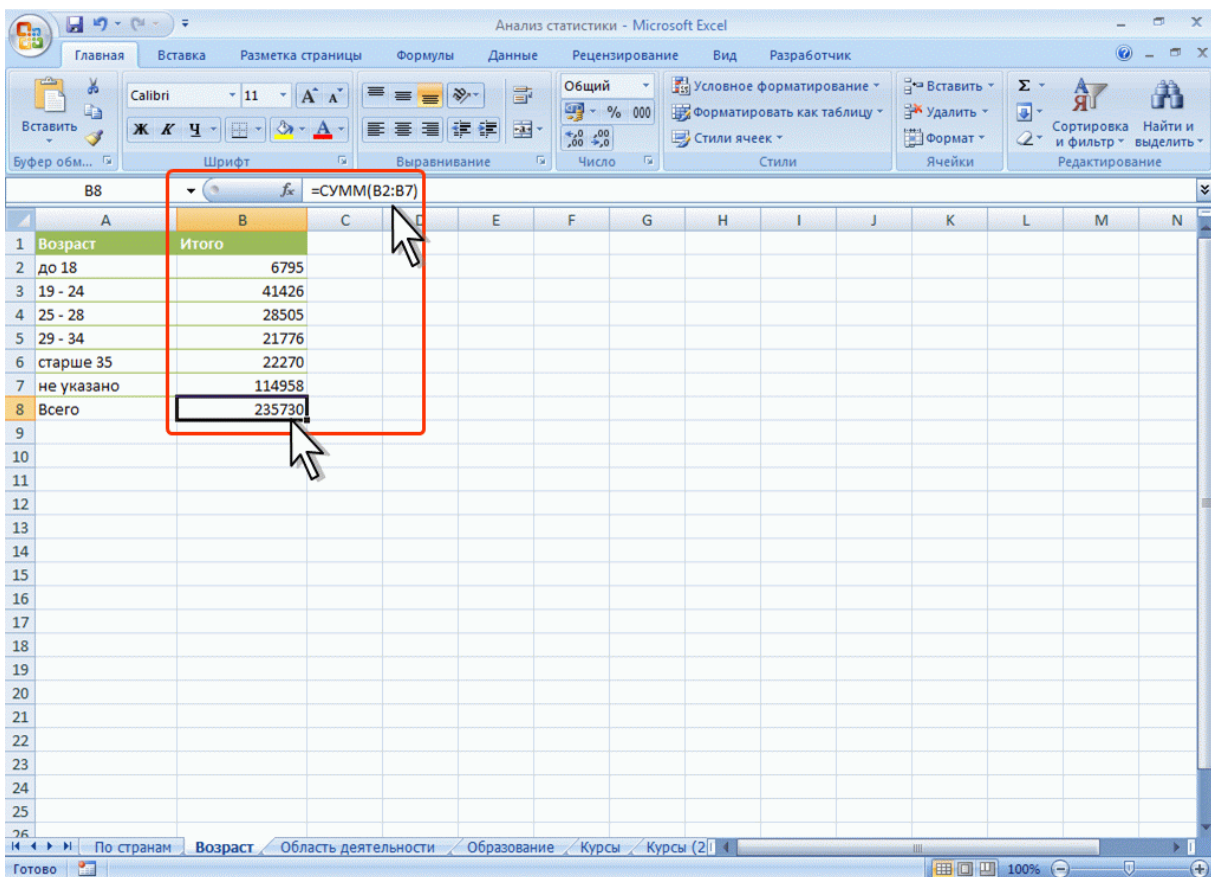 Анализ статистики - Microsoft Excel
Главная Вставка Разметка страницы Формулы Данные Рецензирование Вид Разработчик
Вставить
Calibri 11
Ж К Ч
Общий
% 000
Условное форматирование
Форматировать как таблицу
Стили ячеек
Вставить
Удалить
Формат
Σ
Сортировка и фильтр
Найти и выделить
Буфер обм... Шрифт Выравнивание Число Стили Ячейки Редактирование
B8 fx =СУММ(B2:B7)
A B C D E F G H I J K L M N
1 Возраст Итого
2 до 18 6795
3 19 - 24 41426
4 25 - 28 28505
5 29 - 34 21776
6 старше 35 22270
7 не указано 114958
8 Всего 235730
9
10
11
12
13
14
15
16
17
18
19
20
21
22
23
24
25
26
По странам Возраст Область деятельности Образование Курсы Курсы (2
Готово 100%